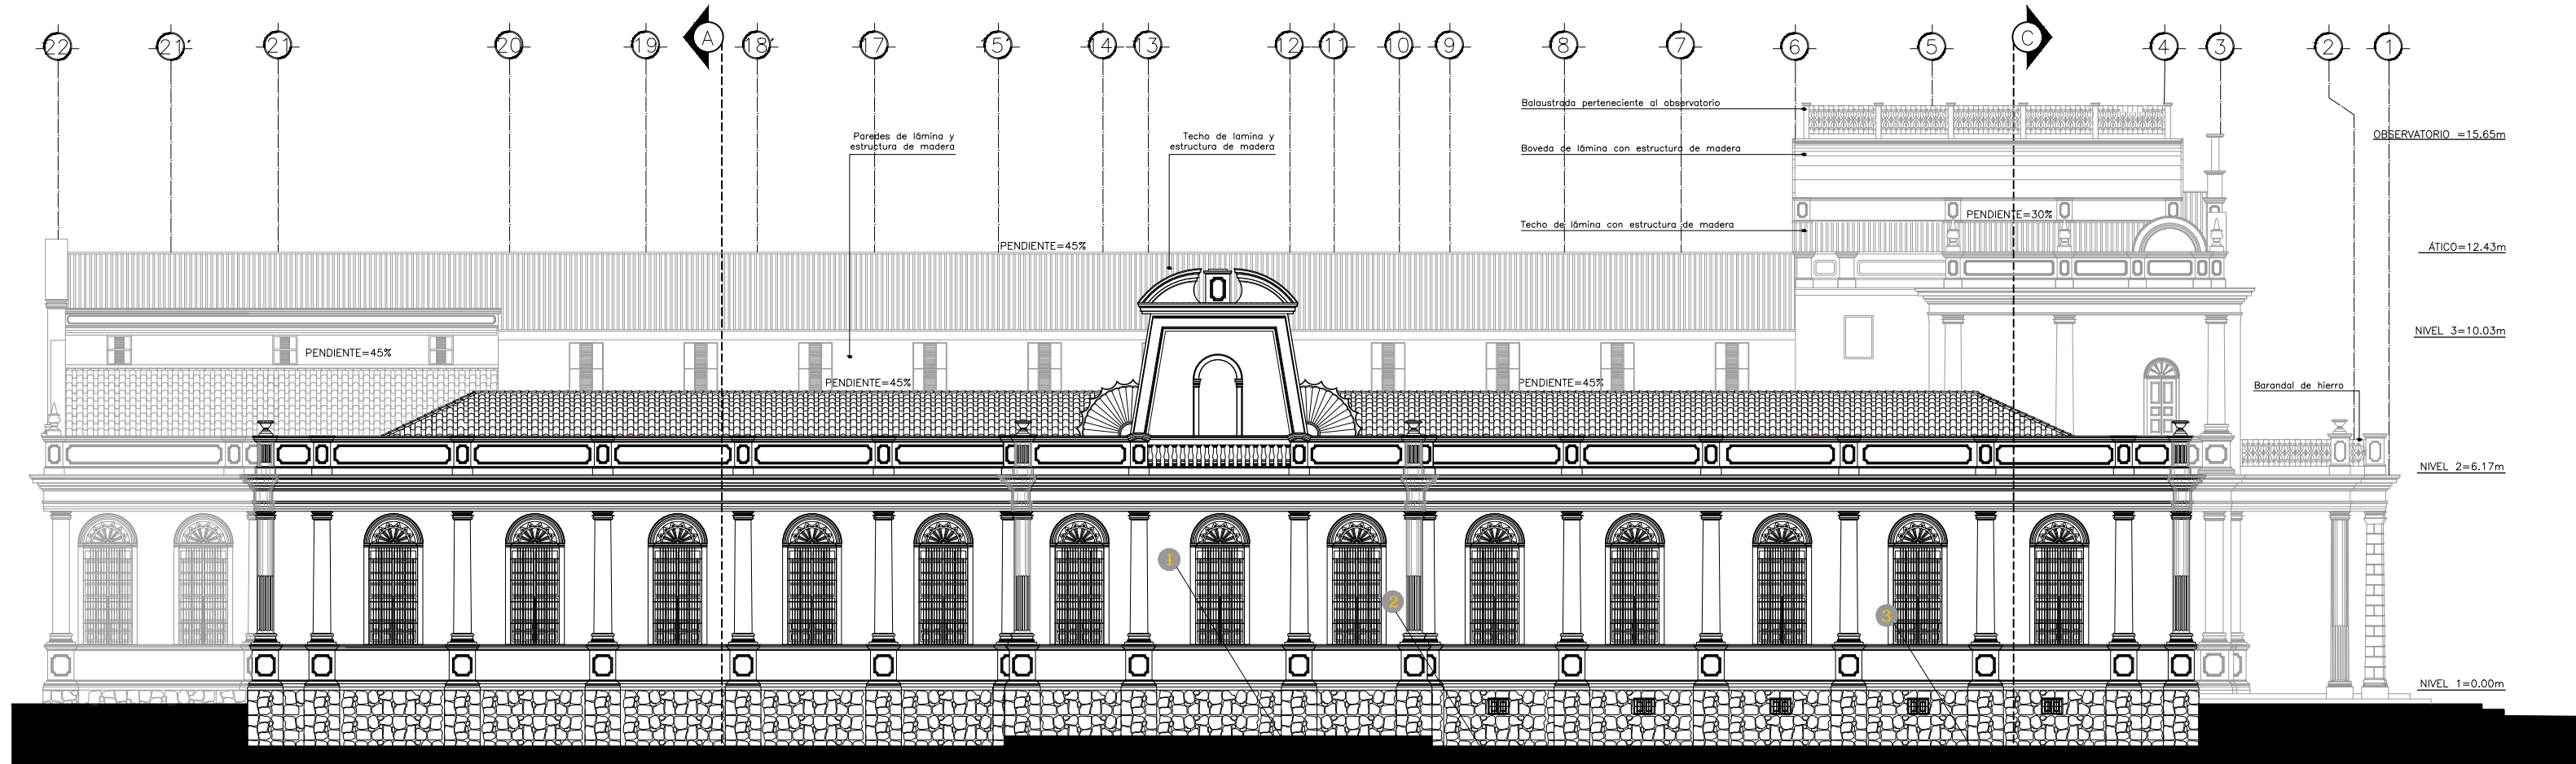 22 21' 21 20 19 A 18' 17 15' 14 13 12 11 10 9 8 7 6 5 C 4 3 2 1
Balaustrada perteneciente al observatorio
OBSERVATORIO =15.65m
Paredes de lámina y
estructura de madera
Techo de lamina y
estructura de madera
Boveda de lámina con estructura de madera
PENDIENTE=30%
Techo de lámina con estructura de madera
PENDIENTE=45%
ÁTICO=12.43m
NIVEL 3=10.03m
PENDIENTE=45%
PENDIENTE=45%
PENDIENTE=45%
Barandal de hierro
NIVEL 2=6.17m
1
2
3
NIVEL 1=0.00m